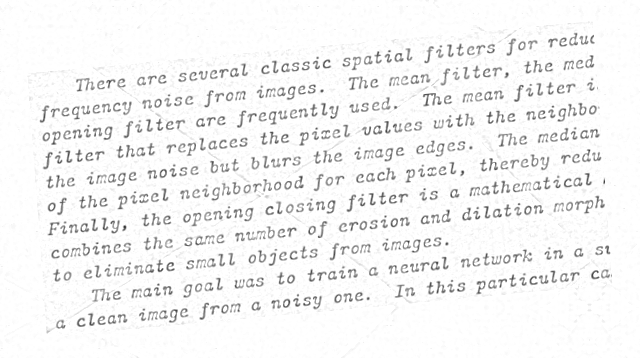 There are several classic spatial filters for reduc
frequency noise from images. The mean filter, the med
opening filter are frequently used. The mean filter i
filter that replaces the pixel values with the neighbo
the image noise but blurs the image edges. The median
of the pixel neighborhood for each pixel, thereby redu
Finally, the opening closing filter is a mathematical
combines the same number of erosion and dilation morph
to eliminate small objects from images.
The main goal was to train a neural network in a su
a clean image from a noisy one. In this particular ca